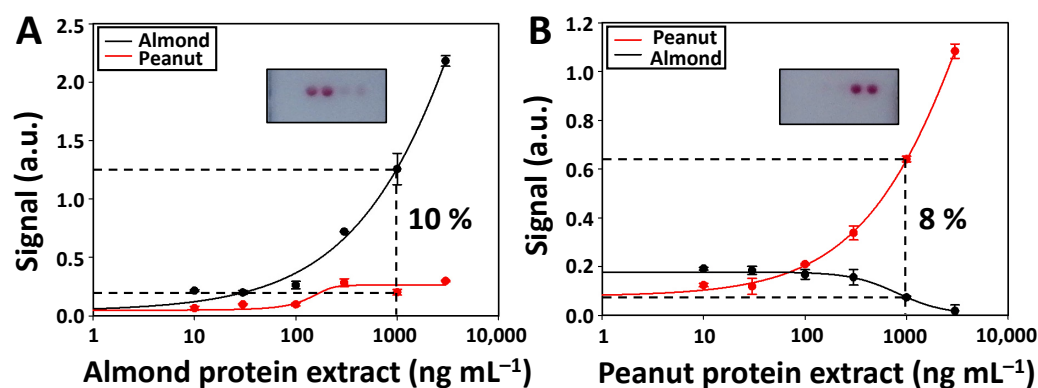 A
Almond
Peanut
Signal (a.u.)
2.5
2.0
1.5
1.0
0.5
0.0
10 %
1
10
100
1000
10,000
Almond protein extract (ng mL⁻¹)
B
Peanut
Almond
Signal (a.u.)
1.2
1.0
0.8
0.6
0.4
0.2
0.0
8 %
1
10
100
1000
10,000
Peanut protein extract (ng mL⁻¹)